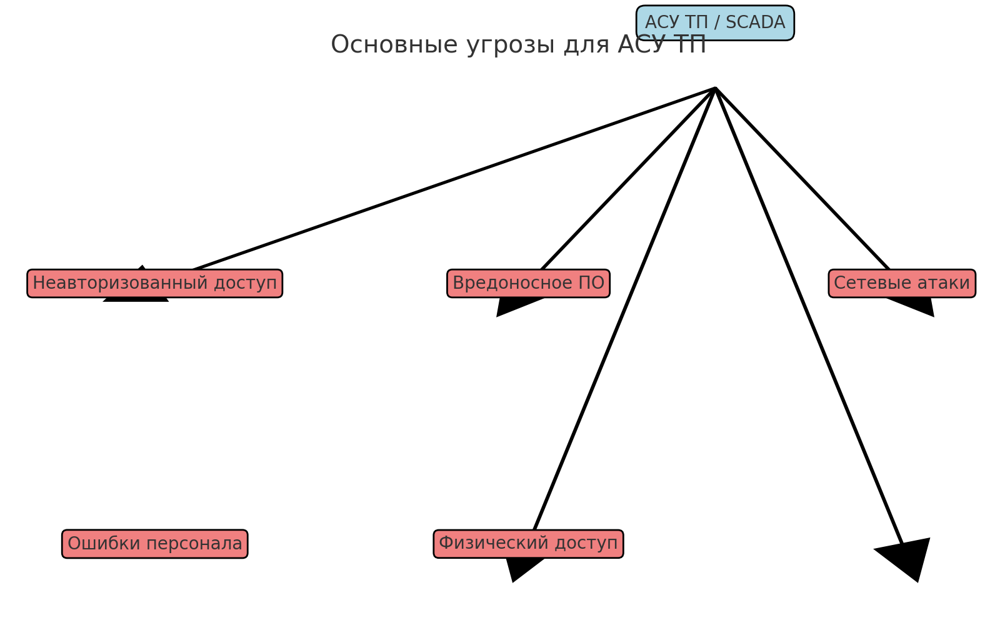 АСУ ТП / SCADA
Основные угрозы для АСУ ТП
Неавторизованный доступ
Вредоносное ПО
Сетевые атаки
Ошибки персонала
Физический доступ